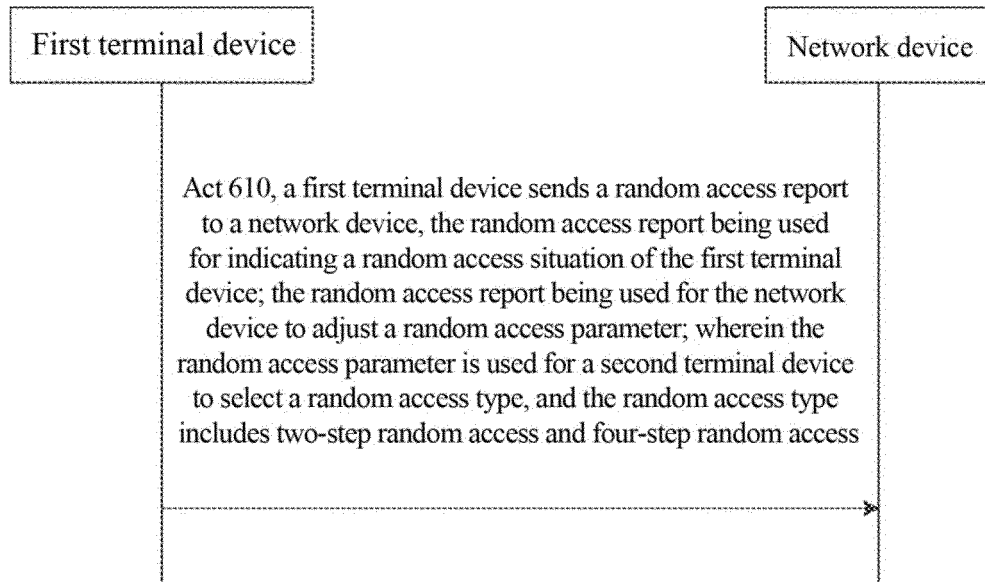 First terminal device
Network device
Act 610, a first terminal device sends a random access report
to a network device, the random access report being used
for indicating a random access situation of the first terminal
device; the random access report being used for the network
device to adjust a random access parameter; wherein the
random access parameter is used for a second terminal device
to select a random access type, and the random access type
includes two-step random access and four-step random access